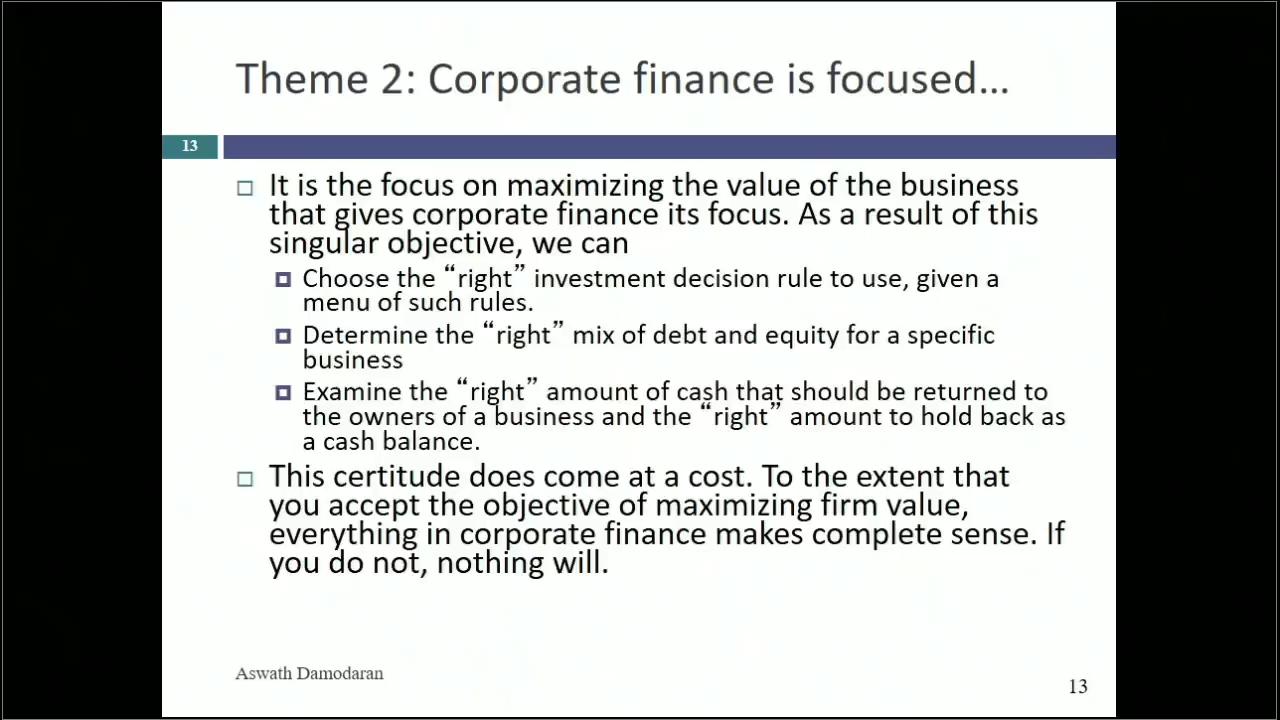 Theme 2: Corporate finance is focused…
13
It is the focus on maximizing the value of the business
that gives corporate finance its focus. As a result of this
singular objective, we can
Choose the “right” investment decision rule to use, given a
menu of such rules.
Determine the “right” mix of debt and equity for a specific
business
Examine the “right” amount of cash that should be returned to
the owners of a business and the “right” amount to hold back as
a cash balance.
This certitude does come at a cost. To the extent that
you accept the objective of maximizing firm value,
everything in corporate finance makes complete sense. If
you do not, nothing will.
Aswath Damodaran
13